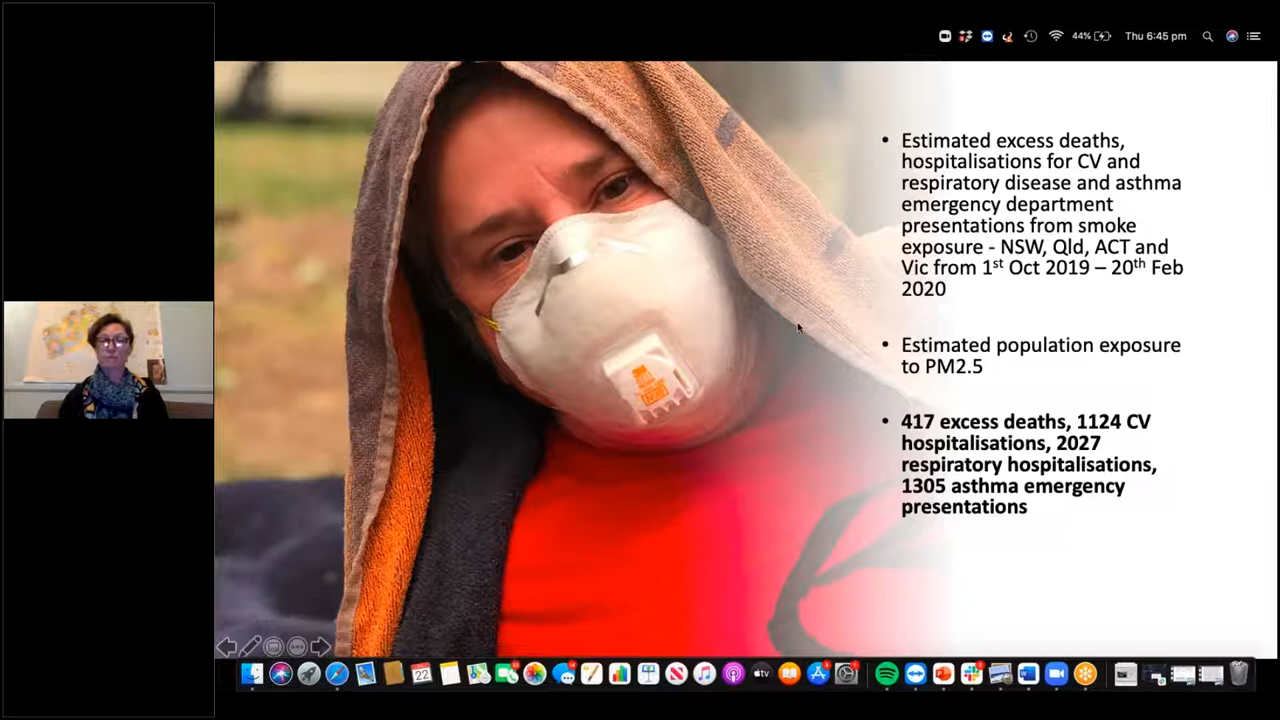 44%
Thu 6:45 pm
• Estimated excess deaths,
hospitalisations for CV and
respiratory disease and asthma
emergency department
presentations from smoke
exposure - NSW, Qld, ACT and
Vic from 1st Oct 2019 – 20th Feb
2020
• Estimated population exposure
to PM2.5
• 417 excess deaths, 1124 CV
hospitalisations, 2027
respiratory hospitalisations,
1305 asthma emergency
presentations
22
tv